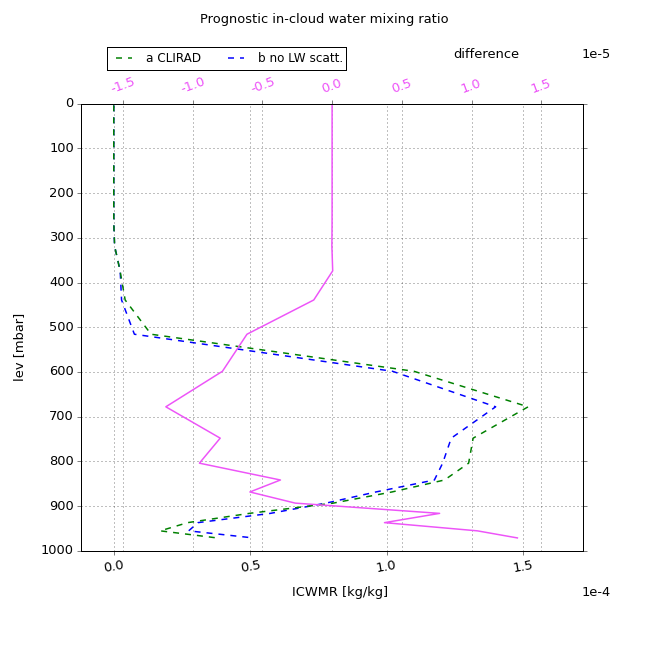 Prognostic in-cloud water mixing ratio
a CLIRAD b no LW scatt. difference 1e-5
-1.5 -1.0 -0.5 0.0 0.5 1.0 1.5
0
100
200
300
400
500
600
700
800
900
1000
lev [mbar]
0.0 0.5 1.0 1.5
ICWMR [kg/kg] 1e-4